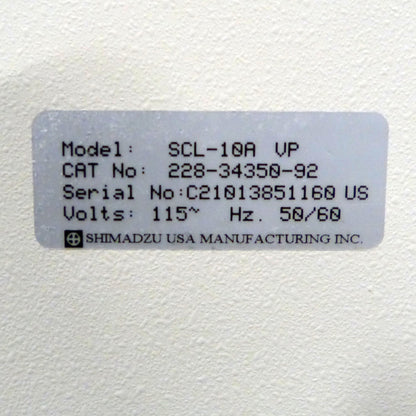 Model: SCL-10A VP
CAT No: 228-34350-92
Serial No:C21013851160 US
Volts: 115~ Hz. 50/60
SHIMADZU USA MANUFACTURING INC.